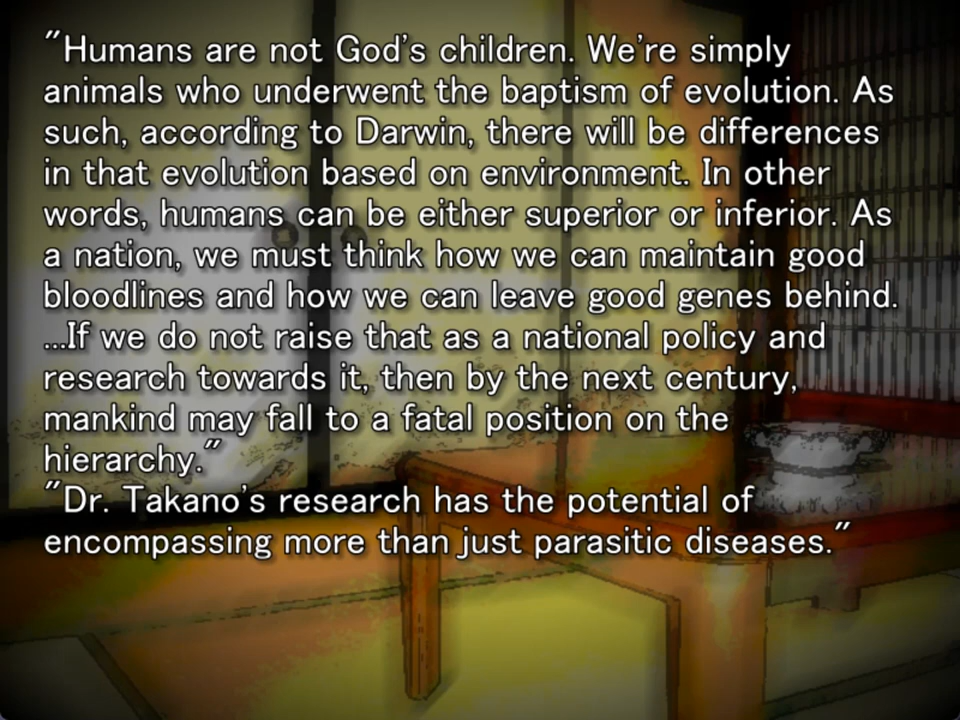 "Humans are not God's children. We're simply
animals who underwent the baptism of evolution. As
such, according to Darwin, there will be differences
in that evolution based on environment. In other
words, humans can be either superior or inferior. As
a nation, we must think how we can maintain good
bloodlines and how we can leave good genes behind.
...If we do not raise that as a national policy and
research towards it, then by the next century,
mankind may fall to a fatal position on the
hierarchy."
"Dr. Takano's research has the potential of
encompassing more than just parasitic diseases."